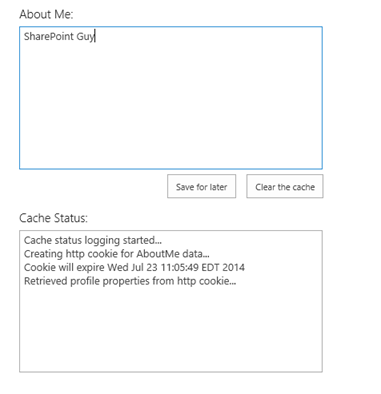 About Me:
SharePoint Guy
Save for later
Clear the cache
Cache Status:
Cache status logging started...
Creating http cookie for AboutMe data...
Cookie will expire Wed Jul 23 11:05:49 EDT 2014
Retrieved profile properties from http cookie...